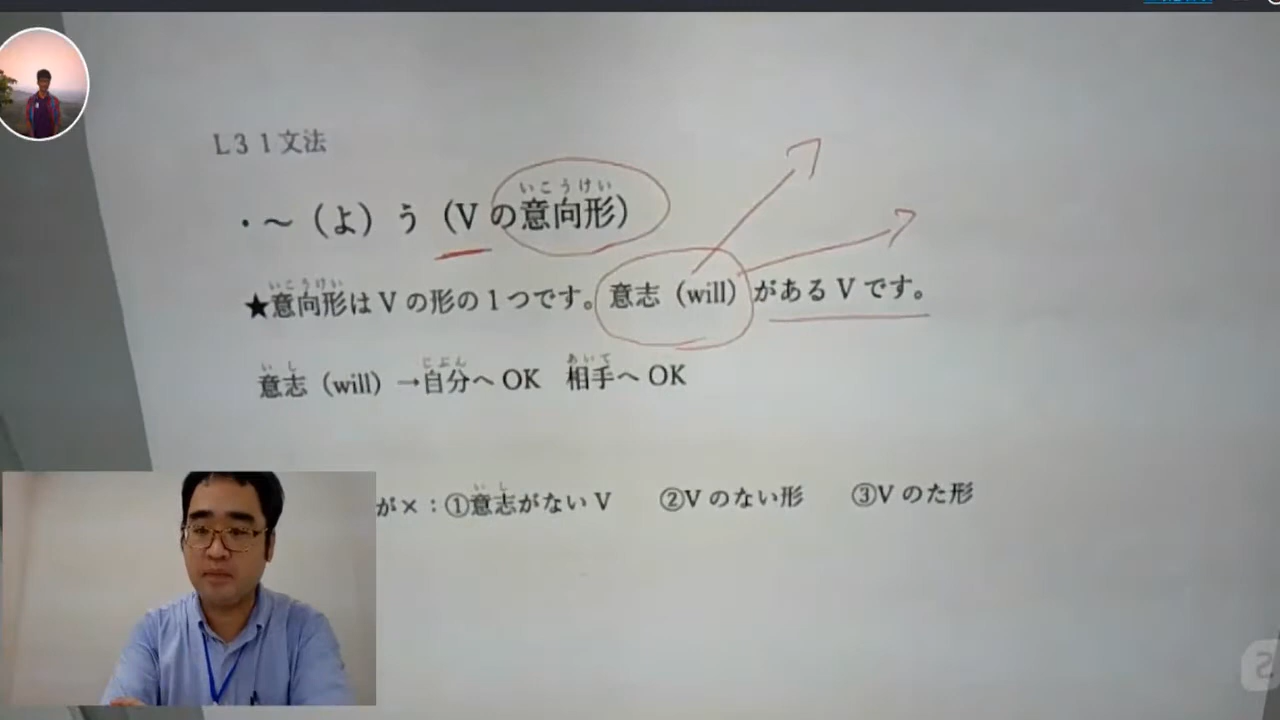 L31文法
いこうけい
・～（よ）う（Vの意向形）
いこうけい
★意向形はVの形の1つです。意志（will）があるVです。
いし じぶん あいて
意志（will）→自分へOK 相手へOK
いし
が×：①意志がないV ②Vのない形 ③Vのた形